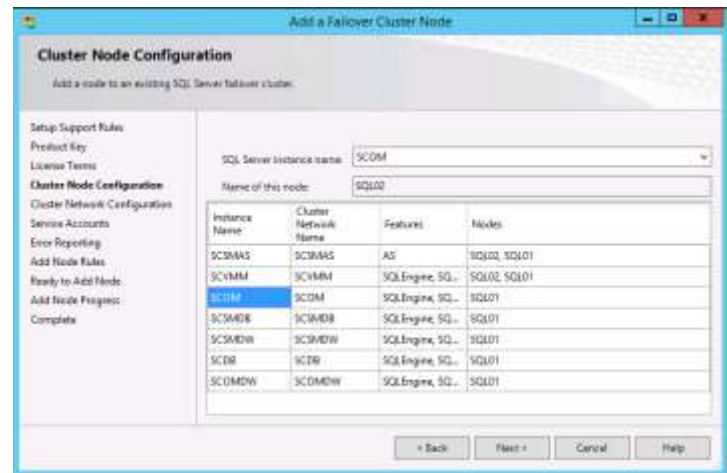 Add a Failover Cluster Node
Cluster Node Configuration
Add a node to an existing SQL Server failover cluster.
Setup Support Rules
Product Key
License Terms
Cluster Node Configuration
Cluster Network Configuration
Service Accounts
Error Reporting
Add Node Rules
Ready to Add Node
Add Node Progress
Complete
SQL Server instance name: SCOM
Name of this node: SQL02
Instance Name Cluster Network Name Features Nodes
SCSMAS SCSMAS AS SQL02, SQL01
SCVMM SCVMM SQLEngine, SQ... SQL02, SQL01
SCOM SCOM SQLEngine, SQ... SQL01
SCSMDB SCSMDB SQLEngine, SQ... SQL01
SCSMDW SCSMDW SQLEngine, SQ... SQL01
SCDB SCDB SQLEngine, SQ... SQL01
SCOMDW SCOMDW SQLEngine, SQ... SQL01
< Back Next > Cancel Help